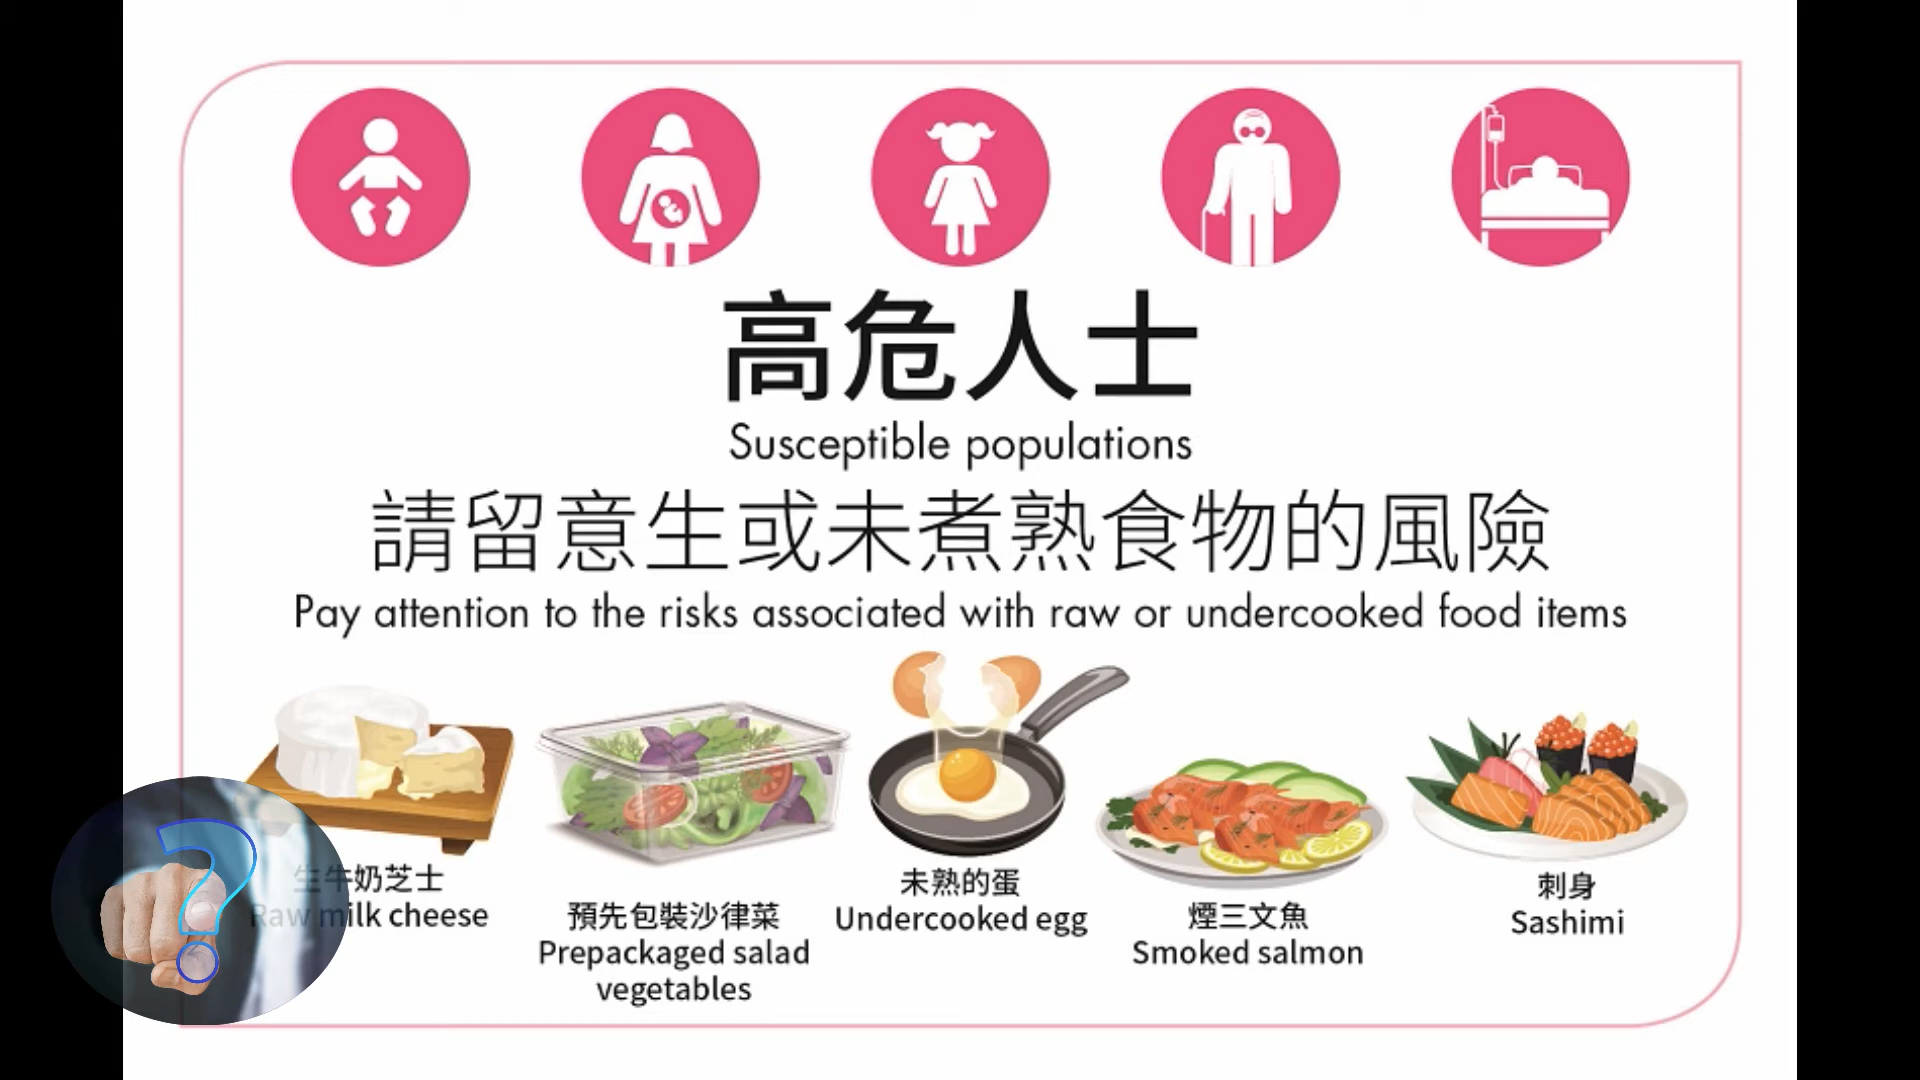 高危人士
Susceptible populations
請留意生或未煮熟食物的風險
Pay attention to the risks associated with raw or undercooked food items
生牛奶芝士
Raw milk cheese
預先包裝沙律菜
Prepackaged salad
vegetables
未熟的蛋
Undercooked egg
煙三文魚
Smoked salmon
刺身
Sashimi